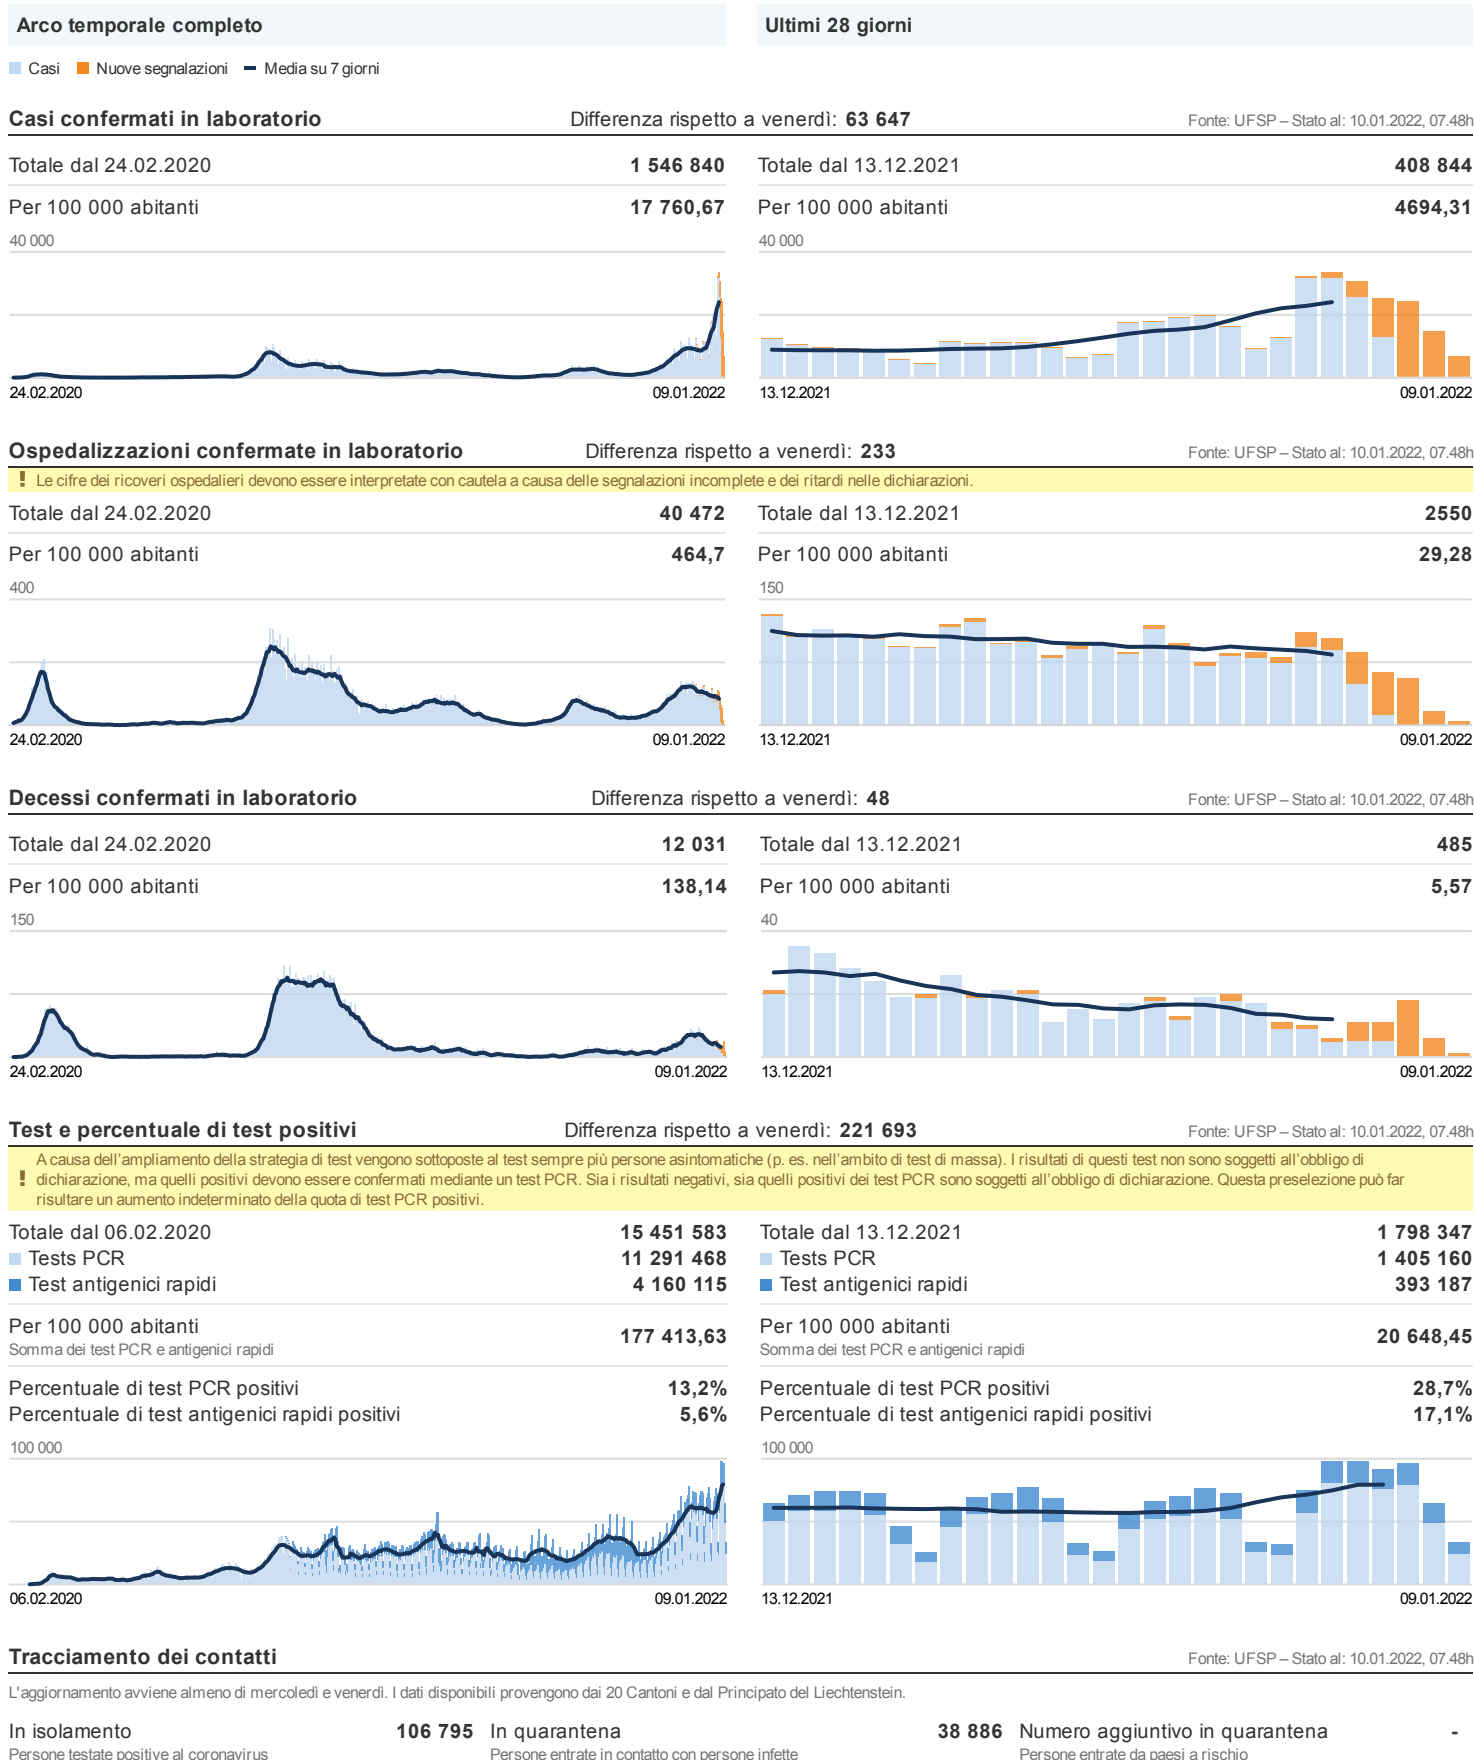 Arco temporale completo
Ultimi 28 giorni
Casi Nuove segnalazioni Media su 7 giorni
Casi confermati in laboratorio Differenza rispetto a venerdì: 63 647 Fonte: UFSP – Stato al: 10.01.2022, 07.48h
Totale dal 24.02.2020 1 546 840 Totale dal 13.12.2021 408 844
Per 100 000 abitanti 17 760,67 Per 100 000 abitanti 4694,31
40 000 40 000
24.02.2020 09.01.2022 13.12.2021 09.01.2022
Ospedalizzazioni confermate in laboratorio Differenza rispetto a venerdì: 233 Fonte: UFSP – Stato al: 10.01.2022, 07.48h
! Le cifre dei ricoveri ospedalieri devono essere interpretate con cautela a causa delle segnalazioni incomplete e dei ritardi nelle dichiarazioni.
Totale dal 24.02.2020 40 472 Totale dal 13.12.2021 2550
Per 100 000 abitanti 464,7 Per 100 000 abitanti 29,28
400 150
24.02.2020 09.01.2022 13.12.2021 09.01.2022
Decessi confermati in laboratorio Differenza rispetto a venerdì: 48 Fonte: UFSP – Stato al: 10.01.2022, 07.48h
Totale dal 24.02.2020 12 031 Totale dal 13.12.2021 485
Per 100 000 abitanti 138,14 Per 100 000 abitanti 5,57
150 40
24.02.2020 09.01.2022 13.12.2021 09.01.2022
Test e percentuale di test positivi Differenza rispetto a venerdì: 221 693 Fonte: UFSP – Stato al: 10.01.2022, 07.48h
A causa dell'ampliamento della strategia di test vengono sottoposte al test sempre più persone asintomatiche (p. es. nell'ambito di test di massa). I risultati di questi test non sono soggetti all'obbligo di
! dichiarazione, ma quelli positivi devono essere confermati mediante un test PCR. Sia i risultati negativi, sia quelli positivi dei test PCR sono soggetti all'obbligo di dichiarazione. Questa preselezione può far
risultare un aumento indeterminato della quota di test PCR positivi.
Totale dal 06.02.2020 15 451 583 Totale dal 13.12.2021 1 798 347
Tests PCR 11 291 468 Tests PCR 1 405 160
Test antigenici rapidi 4 160 115 Test antigenici rapidi 393 187
Per 100 000 abitanti 177 413,63 Per 100 000 abitanti 20 648,45
Somma dei test PCR e antigenici rapidi Somma dei test PCR e antigenici rapidi
Percentuale di test PCR positivi 13,2% Percentuale di test PCR positivi 28,7%
Percentuale di test antigenici rapidi positivi 5,6% Percentuale di test antigenici rapidi positivi 17,1%
100 000 100 000
06.02.2020 09.01.2022 13.12.2021 09.01.2022
Tracciamento dei contatti Fonte: UFSP – Stato al: 10.01.2022, 07.48h
L'aggiornamento avviene almeno di mercoledì e venerdì. I dati disponibili provengono dai 20 Cantoni e dal Principato del Liechtenstein.
In isolamento 106 795 In quarantena 38 886 Numero aggiuntivo in quarantena -
Persone testate positive al coronavirus Persone entrate in contatto con persone infette Persone entrate da paesi a rischio